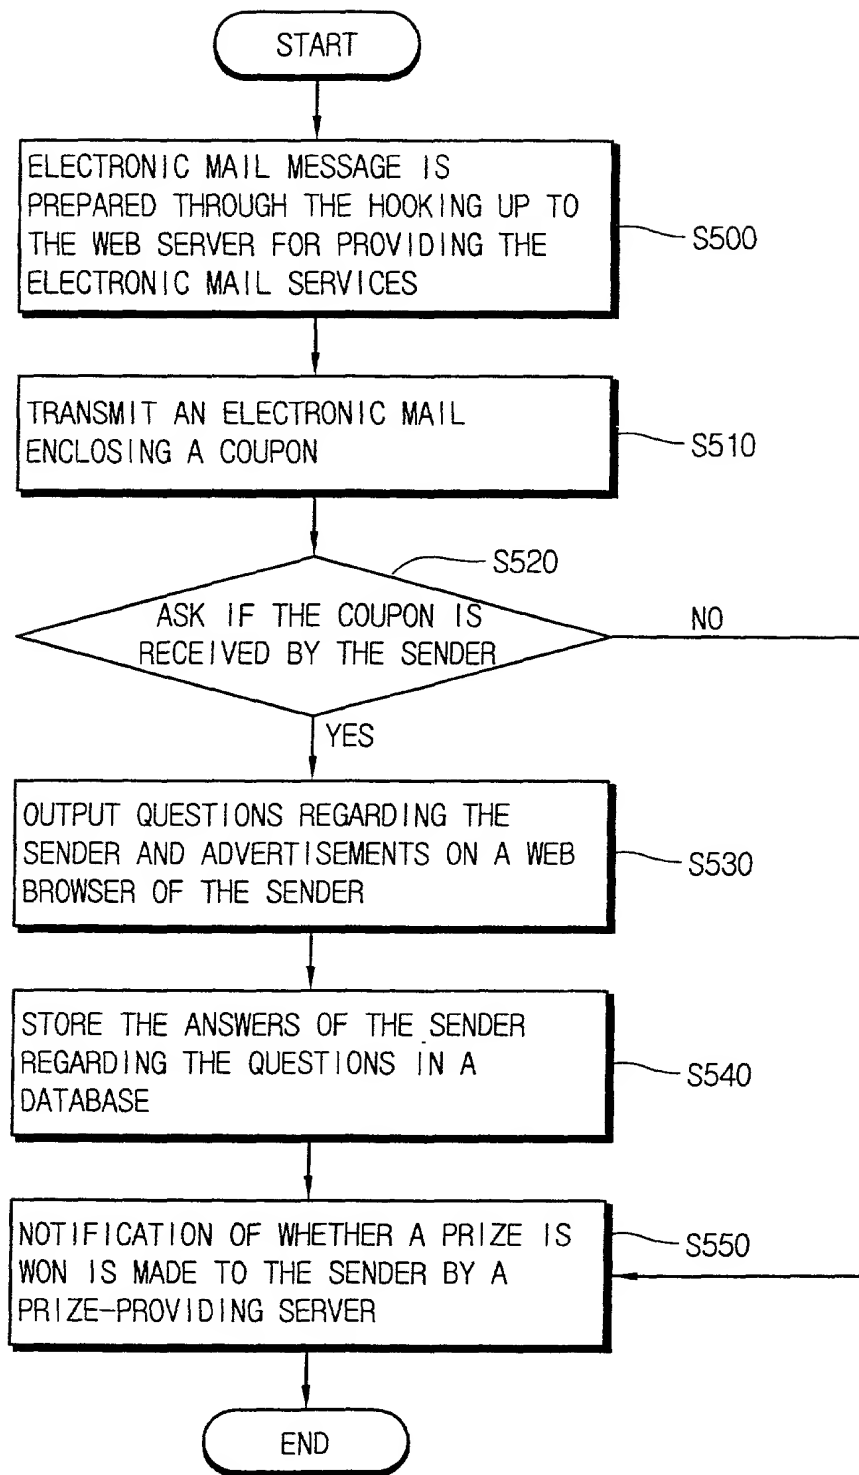 START
ELECTRONIC MAIL MESSAGE IS
PREPARED THROUGH THE HOOKING UP TO
THE WEB SERVER FOR PROVIDING THE
ELECTRONIC MAIL SERVICES
S500
TRANSMIT AN ELECTRONIC MAIL
ENCLOSING A COUPON
S510
S520
ASK IF THE COUPON IS
RECEIVED BY THE SENDER
NO
YES
OUTPUT QUESTIONS REGARDING THE
SENDER AND ADVERTISEMENTS ON A WEB
BROWSER OF THE SENDER
S530
STORE THE ANSWERS OF THE SENDER
REGARDING THE QUESTIONS IN A
DATABASE
S540
NOTIFICATION OF WHETHER A PRIZE IS
WON IS MADE TO THE SENDER BY A
PRIZE-PROVIDING SERVER
S550
END